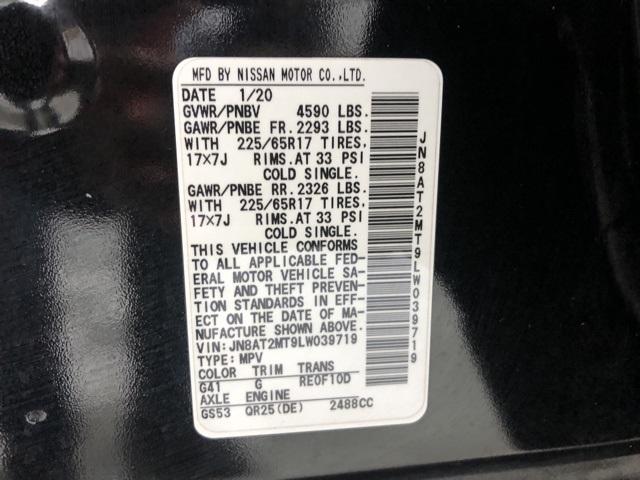 MFD BY NISSAN MOTOR CO.,LTD.
DATE 1/20
GVWR/PNBV 4590 LBS.
GAWR/PNBE FR.2293 LBS.
WITH 225/65R17 TIRES,
17×7J RIMS.AT 33 PSI
COLD SINGLE.
GAWR/PNBE RR.2326 LBS.
WITH 225/65R17 TIRES,
17×7J RIMS.AT 33 PSI
COLD SINGLE.
THIS VEHICLE CONFORMS
TO ALL APPLICABLE FED-
ERAL MOTOR VEHICLE SA-
FETY AND THEFT PREVEN-
TION STANDARDS IN EFF-
ECT ON THE DATE OF MA-
NUFACTURE SHOWN ABOVE.
VIN:JN8AT2MT9LW039719
TYPE:MPV
COLOR TRIM TRANS
G41 G RE0F10D
AXLE ENGINE
GS53 QR25(DE) 2488CC
JN8AT2MT9LW039719